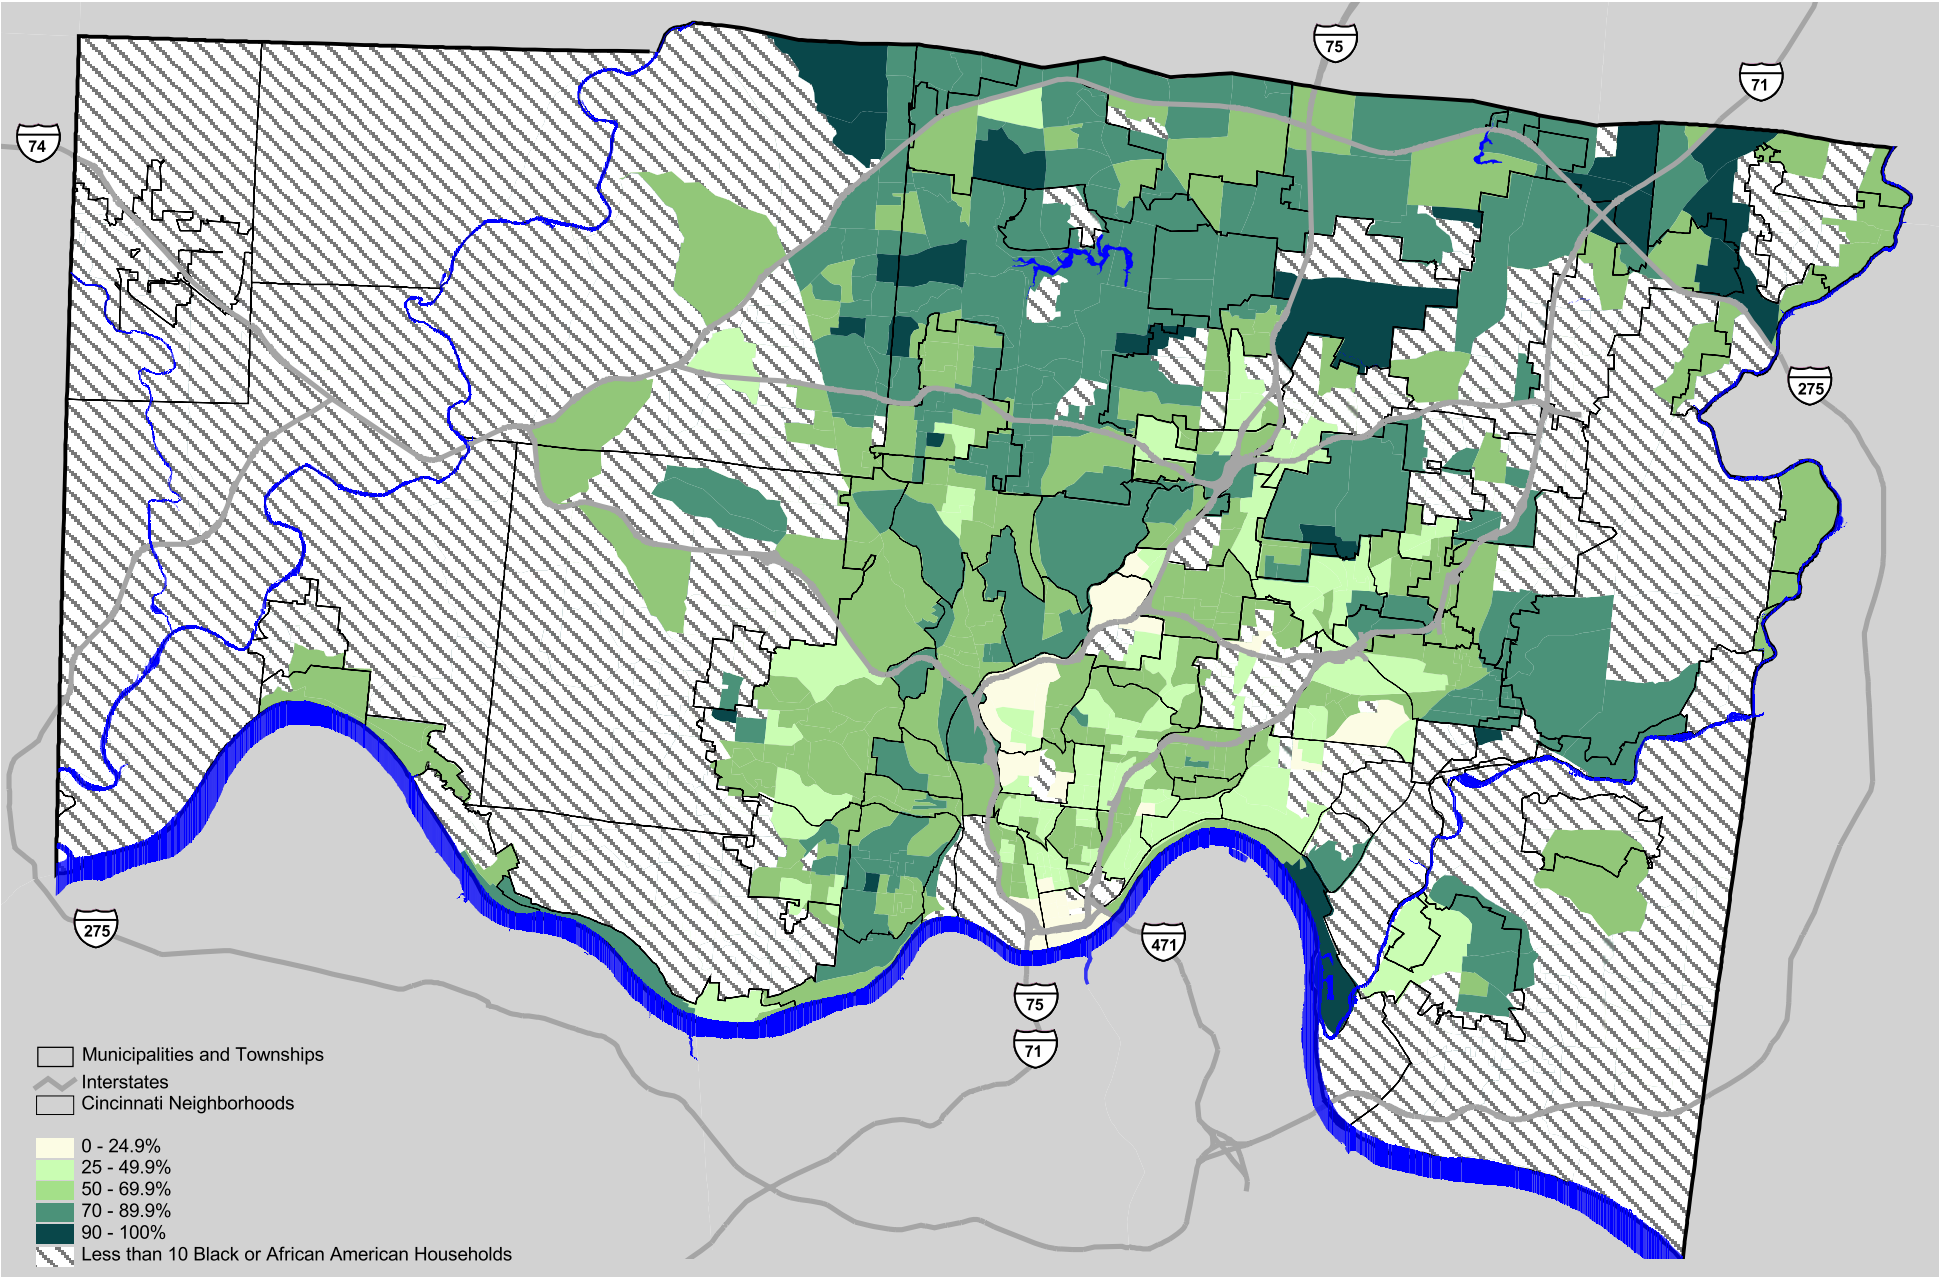 75
71
74
275
275
471
75
71
Municipalities and Townships
Interstates
Cincinnati Neighborhoods
0 - 24.9%
25 - 49.9%
50 - 69.9%
70 - 89.9%
90 - 100%
Less than 10 Black or African American Households